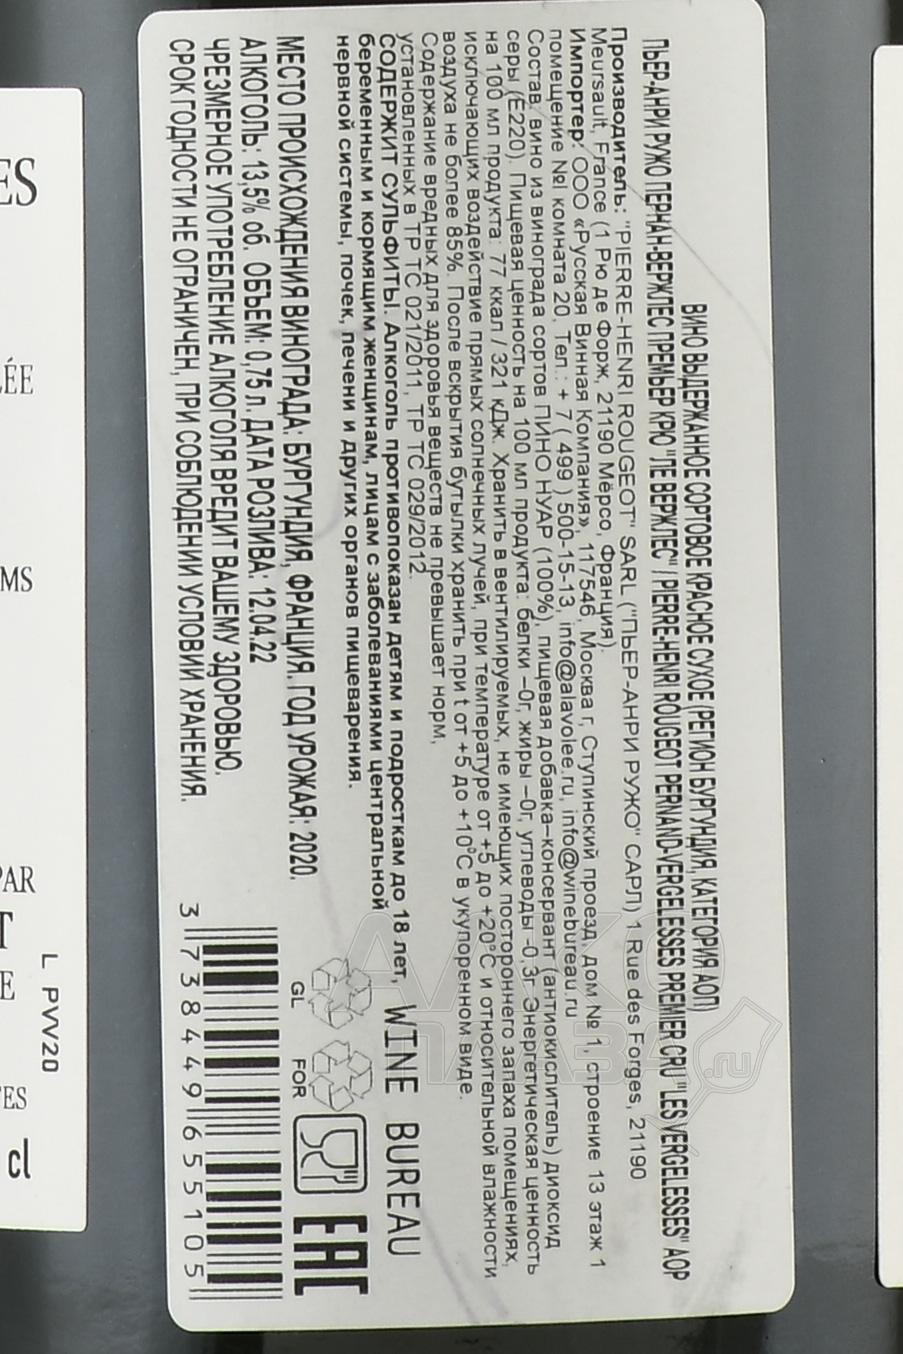 ВИНО ВЫДЕРЖАННОЕ СОРТОВОЕ КРАСНОЕ СУХОЕ (РЕГИОН БУРГУНДИЯ, КАТЕГОРИЯ АОП)
ПЬЕР-АНРИ РУЖО ПЕРНАН-ВЕРЖЛЕС ПРЕМЬЕР КРЮ "ЛЕ ВЕРЖЛЕС" / PIERRE-HENRI ROUGEOT PERNAND-VERGELESSES PREMIER CRU "LES VERGELESSES" AOP
Производитель: "PIERRE-HENRI ROUGEOT" SARL ("ПЬЕР-АНРИ РУЖО" САРЛ) 1 Rue des Forges, 21190
Meursault, France (1 Рю де Форж, 21190 Мёрсо, Франция).
Импортер: ООО «Русская Винная Компания», 117546, Москва г, Ступинский проезд, дом № 1, строение 13 этаж 1
помещение №I комната 20, Тел.: + 7 ( 499 ) 500-15-13, info@alavolee.ru, info@winebureau.ru
Состав: вино из винограда сортов ПИНО НУАР (100%), пищевая добавка-консервант (антиокислитель) диоксид
серы (Е220). Пищевая ценность на 100 мл продукта: белки –0г, жиры –0г, углеводы -0,3г. Энергетическая ценность
на 100 мл продукта: 77 ккал / 321 кДж. Хранить в вентилируемых, не имеющих постороннего запаха помещениях,
исключающих воздействие прямых солнечных лучей, при температуре от +5 до +20°С и относительной влажности
воздуха не более 85%. После вскрытия бутылки хранить при t от +5 до +10°С в укупоренном виде.
Содержание вредных для здоровья веществ не превышает норм,
установленных в ТР ТС 021/2011, ТР ТС 029/2012.
СОДЕРЖИТ СУЛЬФИТЫ. Алкоголь противопоказан детям и подросткам до 18 лет,
беременным и кормящим женщинам, лицам с заболеваниями центральной
нервной системы, почек, печени и других органов пищеварения.
МЕСТО ПРОИСХОЖДЕНИЯ ВИНОГРАДА: БУРГУНДИЯ, ФРАНЦИЯ. ГОД УРОЖАЯ: 2020.
АЛКОГОЛЬ: 13,5% об. ОБЪЕМ: 0,75 л. ДАТА РОЗЛИВА: 12.04.22
ЧРЕЗМЕРНОЕ УПОТРЕБЛЕНИЕ АЛКОГОЛЯ ВРЕДИТ ВАШЕМУ ЗДОРОВЬЮ.
СРОК ГОДНОСТИ НЕ ОГРАНИЧЕН, ПРИ СОБЛЮДЕНИИ УСЛОВИЙ ХРАНЕНИЯ.
WINE BUREAU
GL
FOR
EAC
3 738449 655105
АЛКО
ПЛАЗА
.ru
ES
ÉE
MS
PAR
T
E
TES
cl
L PVV20